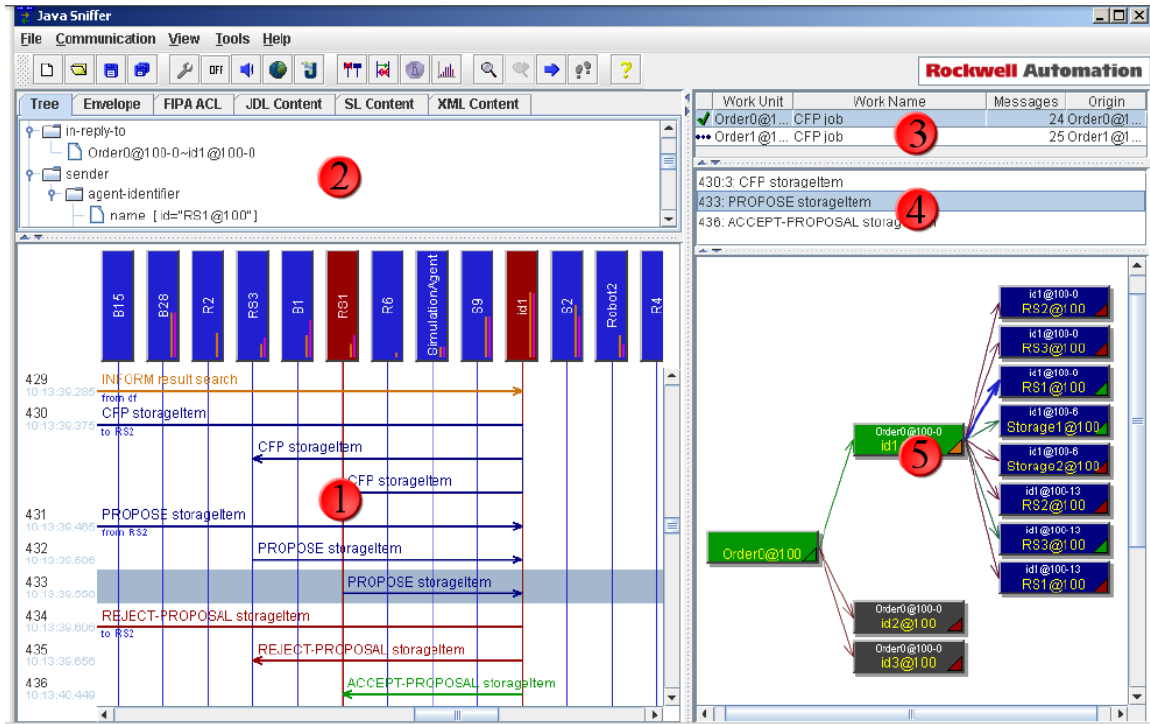 Java Sniffer
File Communication View Tools Help
OFF
?
Rockwell Automation
Tree Envelope FIPA ACL JDL Content SL Content XML Content
in-reply-to
Order0@100-0~id1@100-0
sender
agent-identifier
name [ id="RS1@100"]
2
Work Unit Work Name Messages Origin
Order0@1... CFP job 24 Order0@1...
Order1@1... CFP job 25 Order1@1...
3
430:3: CFP storageItem
433: PROPOSE storageItem
436: ACCEPT-PROPOSAL
4
B15 B28 R2 RS3 B1 RS1 R6 SimulationAgent S9 id1 S2 Robot2 R4
429 INFORM result search
10:13:39.285 from df
430 CFP storageItem
10:13:39.375 to RS2
CFP storageItem
CFP storageItem
1
431 PROPOSE storageItem
10:13:39.465 from RS2
432 PROPOSE storageItem
10:13:39.506
433 PROPOSE storageItem
10:13:39.550
434 REJECT-PROPOSAL storageItem
10:13:39.606 to RS2
435 REJECT-PROPOSAL storageItem
10:13:39.656
436 ACCEPT-PROPOSAL storageItem
10:13:40.449
id1@100-0
RS2@100
id1@100-0
RS3@100
id1@100-0
RS1@100
id1@100-6
Storage1@100
id1@100-6
Storage2@100
id1@100-13
RS2@100
id1@100-13
RS3@100
id1@100-13
RS1@100
Order0@100-0
id1
5
Order0@100
Order0@100-0
id2@100
Order0@100-0
id3@100